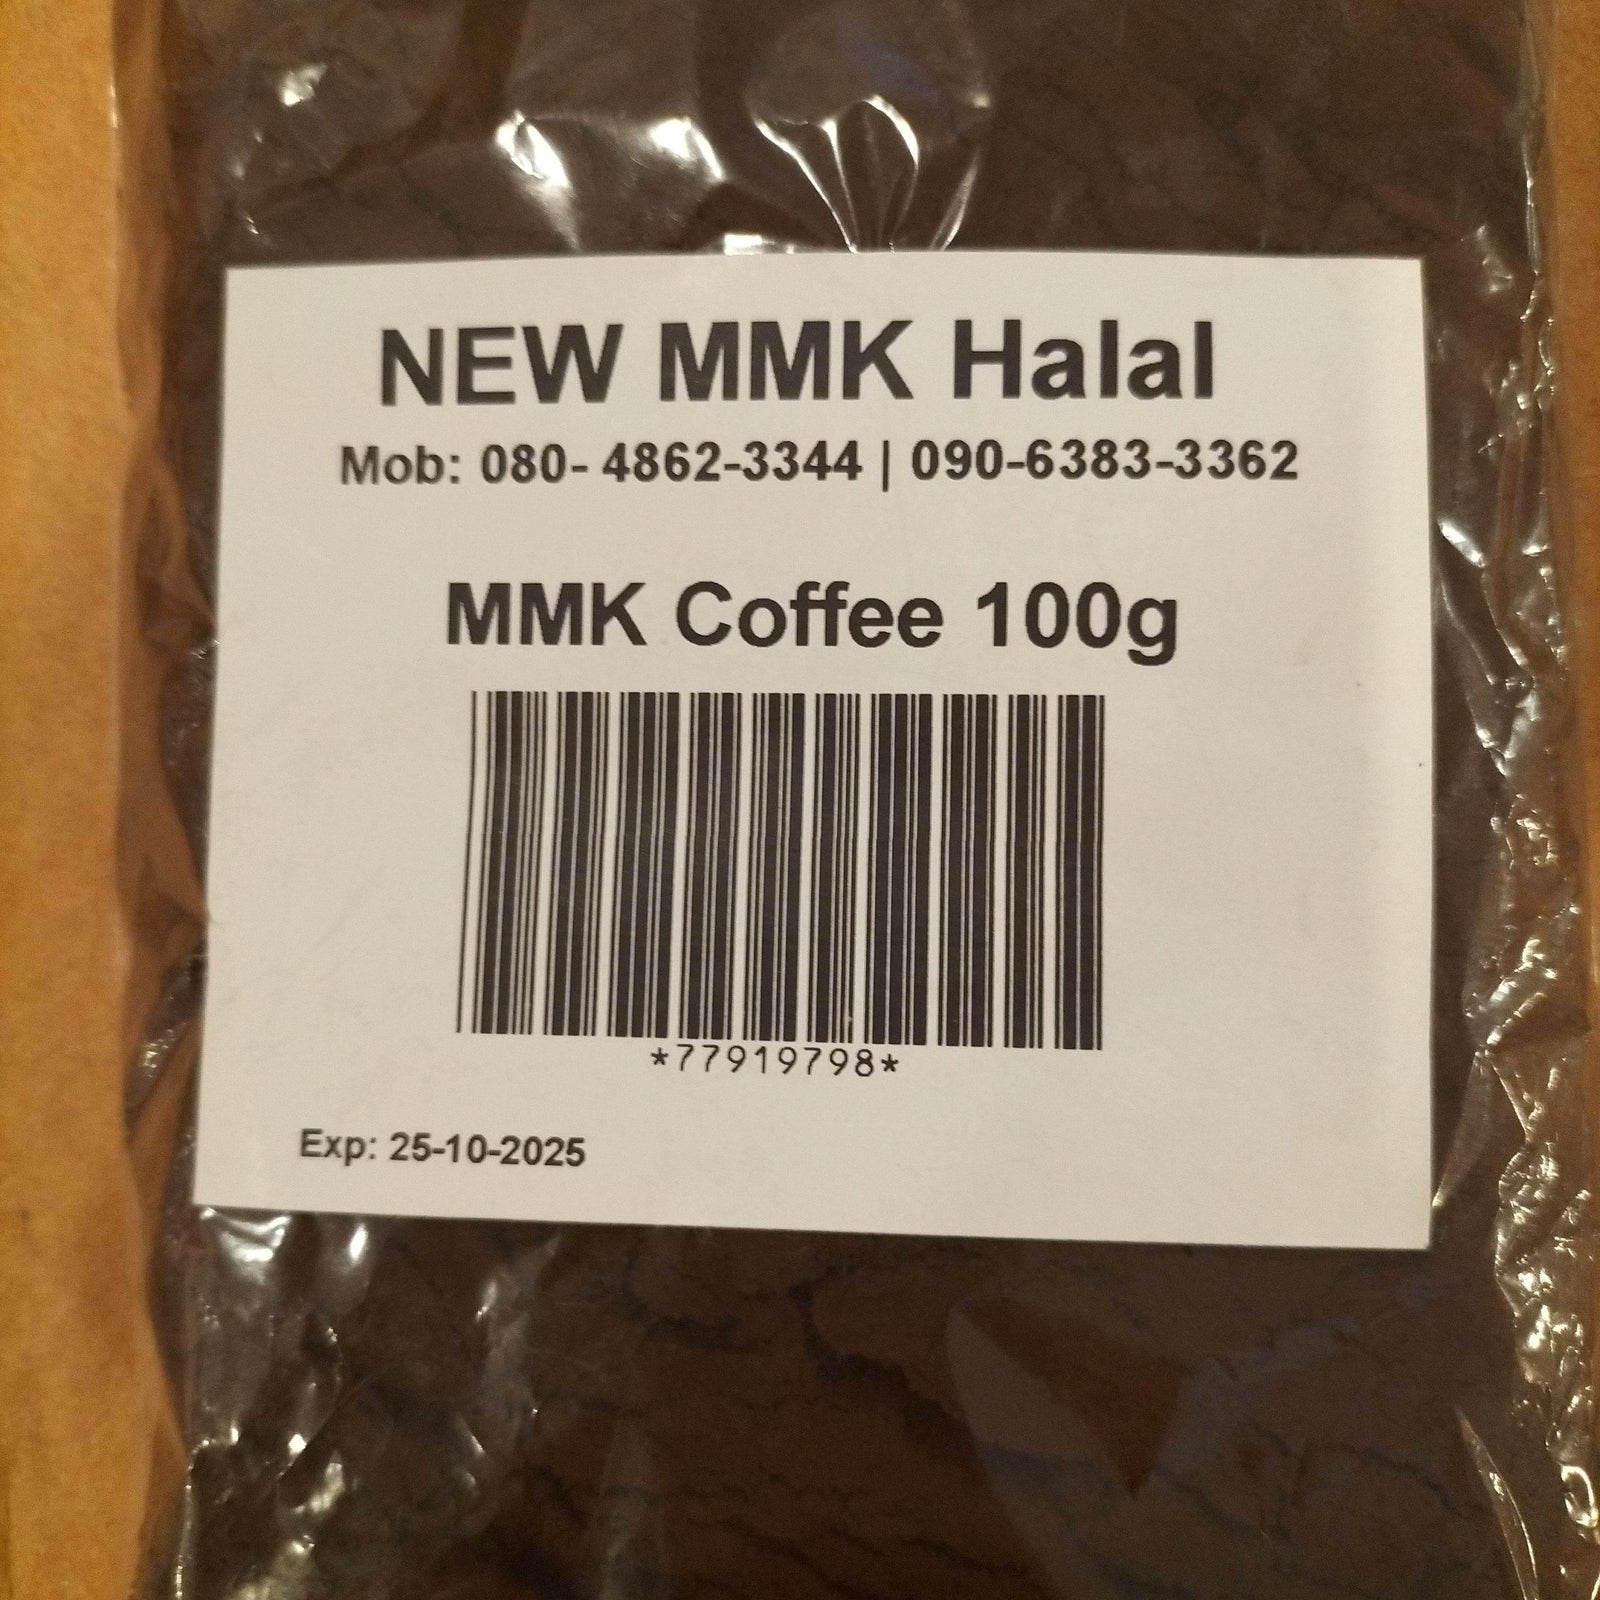 NEW MMK Halal
Mob: 080- 4862-3344 | 090-6383-3362
MMK Coffee 100g
*77919798*
Exp: 25-10-2025